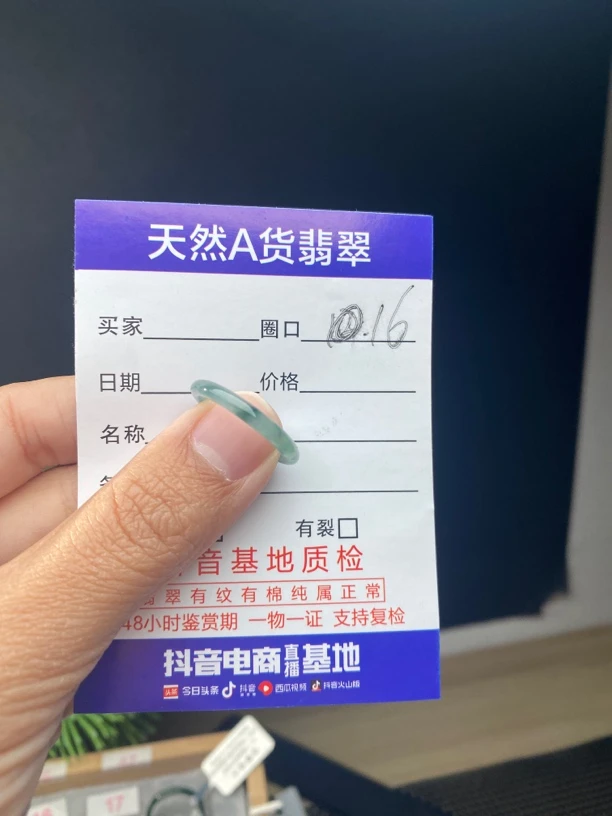 天然A货翡翠
买家 圈口 .16
日期 价格
名称
有裂
音基地质检
翠有纹有棉纯属正常
48小时鉴赏期 一物一证 支持复检
抖音电商直播基地
头条 今日头条 抖音 西瓜视频 抖音火山版
17